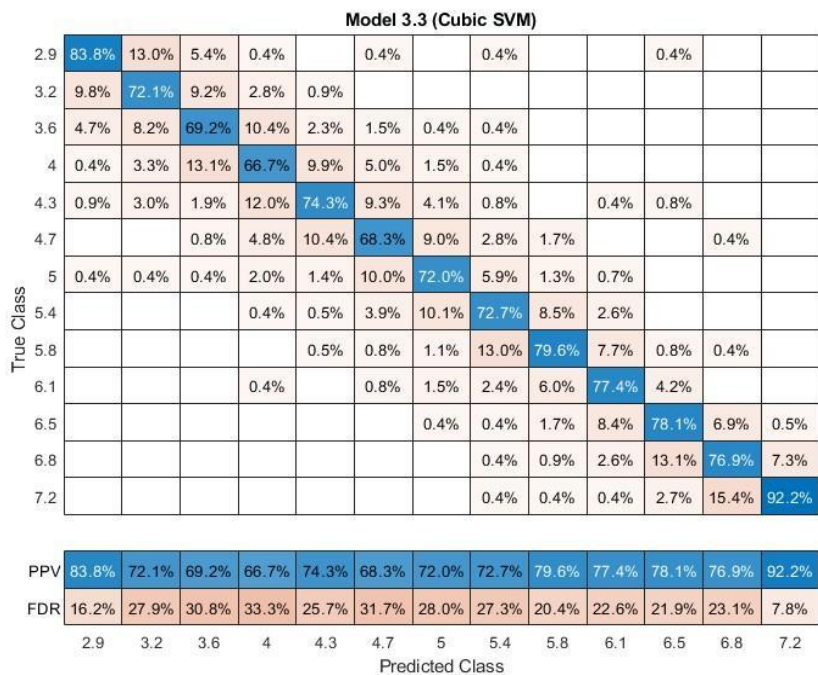 Model 3.3 (Cubic SVM)
2.9 83.8% 13.0% 5.4% 0.4% 0.4% 0.4% 0.4%
3.2 9.8% 72.1% 9.2% 2.8% 0.9%
3.6 4.7% 8.2% 69.2% 10.4% 2.3% 1.5% 0.4% 0.4%
4 0.4% 3.3% 13.1% 66.7% 9.9% 5.0% 1.5% 0.4%
4.3 0.9% 3.0% 1.9% 12.0% 74.3% 9.3% 4.1% 0.8% 0.4% 0.8%
4.7 0.8% 4.8% 10.4% 68.3% 9.0% 2.8% 1.7% 0.4%
5 0.4% 0.4% 0.4% 2.0% 1.4% 10.0% 72.0% 5.9% 1.3% 0.7%
5.4 0.4% 0.5% 3.9% 10.1% 72.7% 8.5% 2.6%
5.8 0.5% 0.8% 1.1% 13.0% 79.6% 7.7% 0.8% 0.4%
6.1 0.4% 0.8% 1.5% 2.4% 6.0% 77.4% 4.2%
6.5 0.4% 0.4% 1.7% 8.4% 78.1% 6.9% 0.5%
6.8 0.4% 0.9% 2.6% 13.1% 76.9% 7.3%
7.2 0.4% 0.4% 0.4% 2.7% 15.4% 92.2%
True Class
PPV 83.8% 72.1% 69.2% 66.7% 74.3% 68.3% 72.0% 72.7% 79.6% 77.4% 78.1% 76.9% 92.2%
FDR 16.2% 27.9% 30.8% 33.3% 25.7% 31.7% 28.0% 27.3% 20.4% 22.6% 21.9% 23.1% 7.8%
2.9 3.2 3.6 4 4.3 4.7 5 5.4 5.8 6.1 6.5 6.8 7.2
Predicted Class